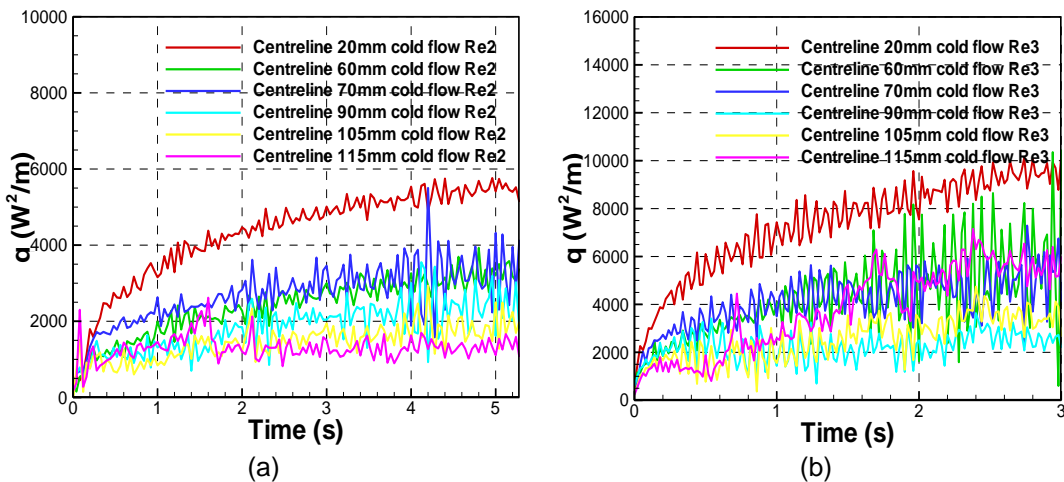 10000
8000
6000
4000
2000
0
0 1 2 3 4 5
q (W²/m)
Time (s)
Centreline 20mm cold flow Re2
Centreline 60mm cold flow Re2
Centreline 70mm cold flow Re2
Centreline 90mm cold flow Re2
Centreline 105mm cold flow Re2
Centreline 115mm cold flow Re2
(a)
16000
14000
12000
10000
8000
6000
4000
2000
0
0 1 2 3
q (W²/m)
Time (s)
Centreline 20mm cold flow Re3
Centreline 60mm cold flow Re3
Centreline 70mm cold flow Re3
Centreline 90mm cold flow Re3
Centreline 105mm cold flow Re3
Centreline 115mm cold flow Re3
(b)